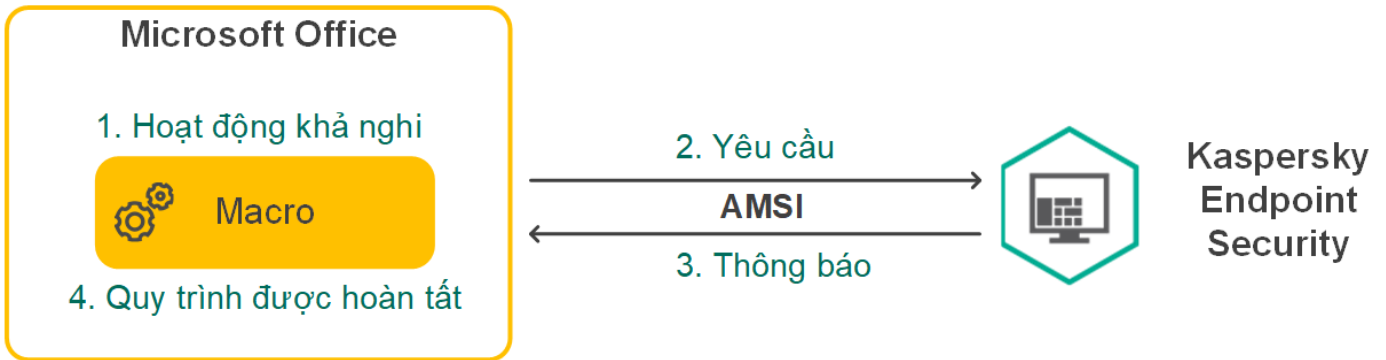 Microsoft Office
1. Hoạt động khả nghi
Macro
4. Quy trình được hoàn tất
2. Yêu cầu
AMSI
3. Thông báo
Kaspersky
Endpoint
Security